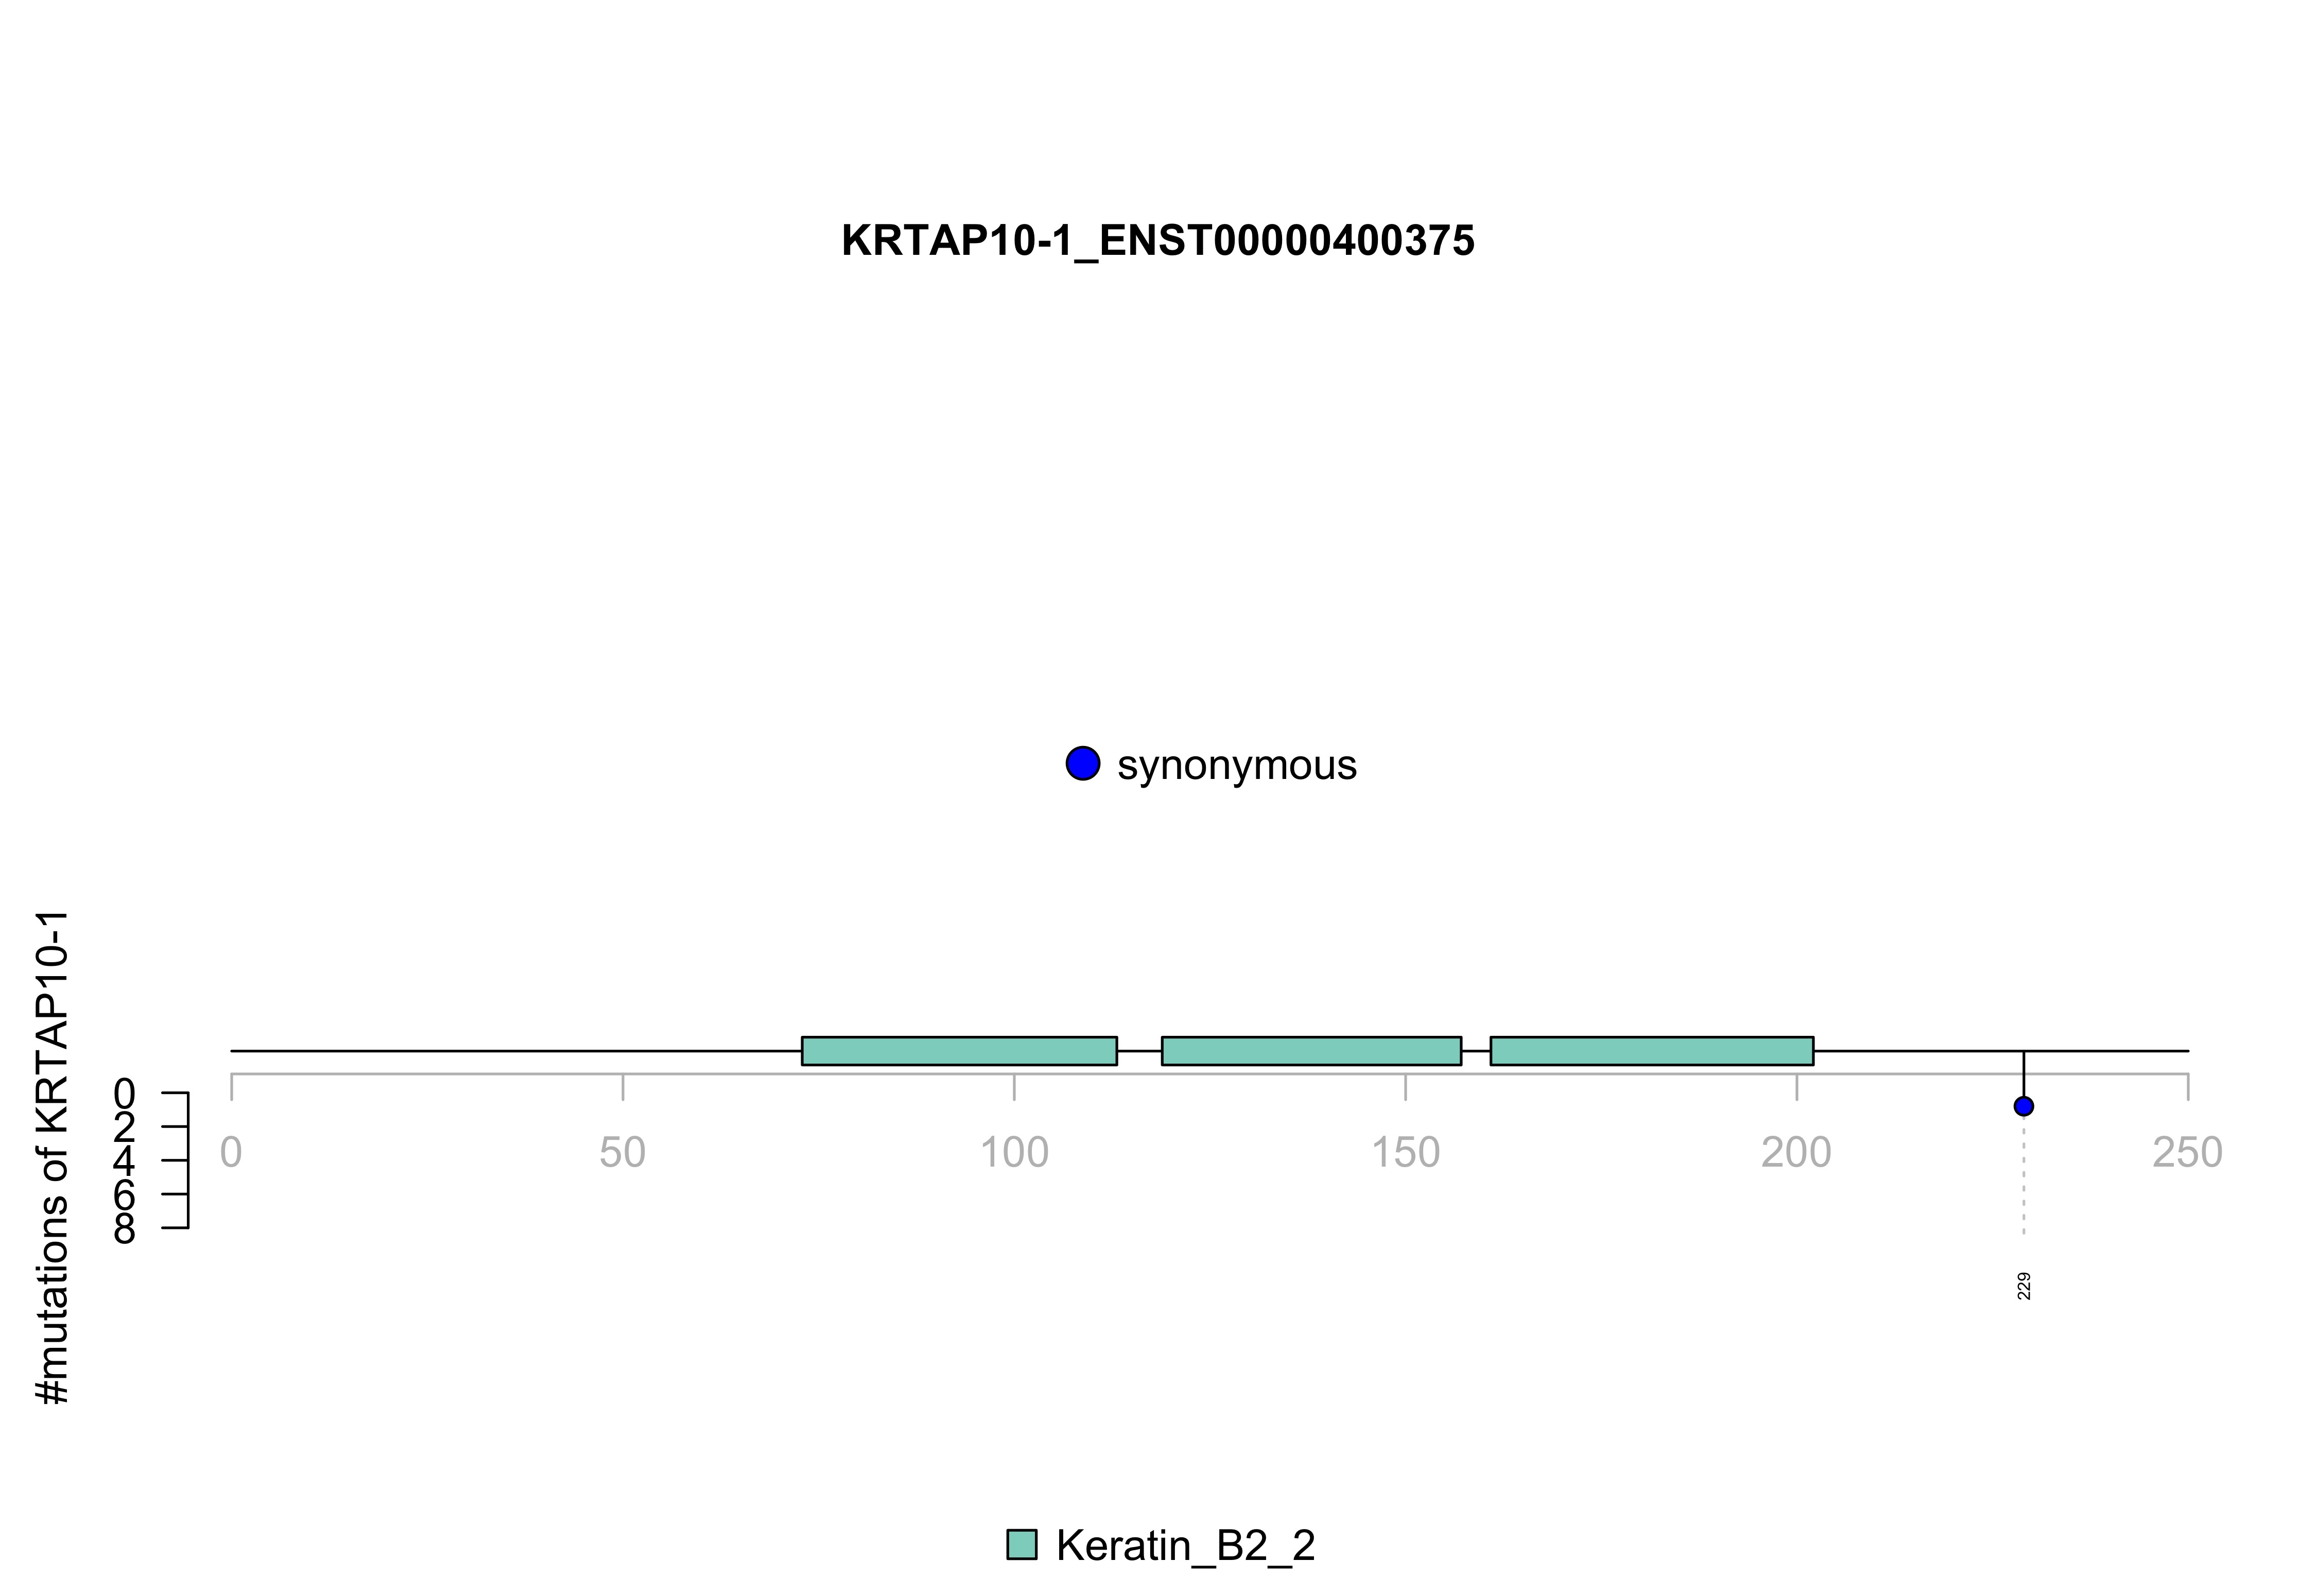 KRTAP10-1_ENST00000400375
synonymous
#mutations of KRTAP10-1
0
2
4
6
8
0 50 100 150 200 250
229
Keratin_B2_2